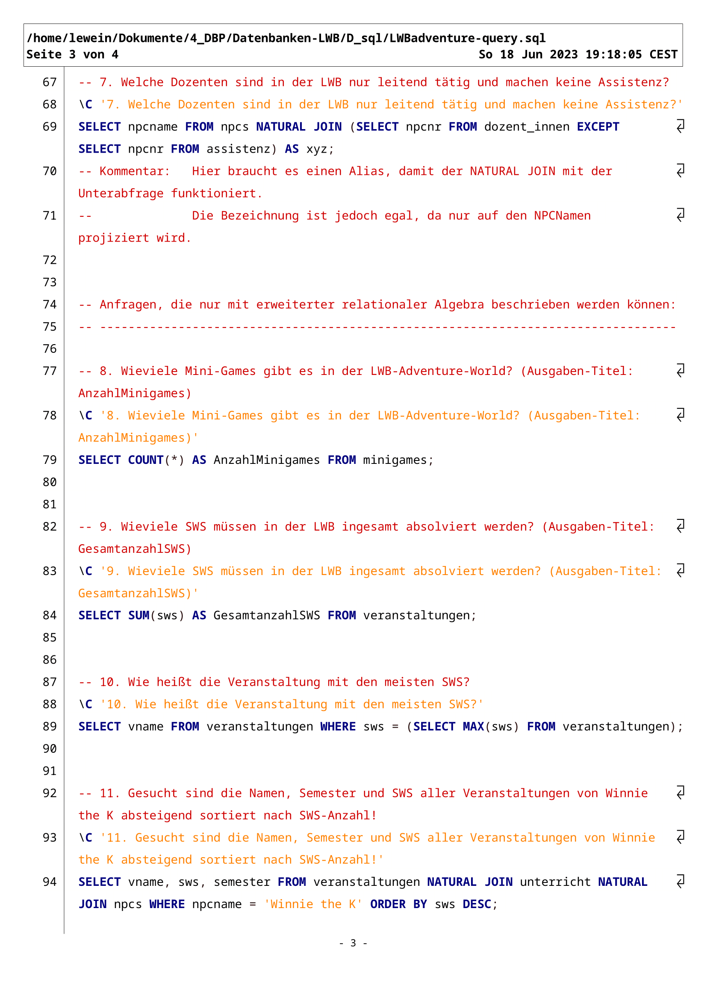 /home/lewein/Dokumente/4_DBP/Datenbanken-LWB/D_sql/LWBadventure-query.sql
Seite 3 von 4 So 18 Jun 2023 19:18:05 CEST
67 -- 7. Welche Dozenten sind in der LWB nur leitend tätig und machen keine Assistenz?
68 \C '7. Welche Dozenten sind in der LWB nur leitend tätig und machen keine Assistenz?'
69 SELECT npcname FROM npcs NATURAL JOIN (SELECT npcnr FROM dozent_innen EXCEPT
SELECT npcnr FROM assistenz) AS xyz;
70 -- Kommentar:   Hier braucht es einen Alias, damit der NATURAL JOIN mit der
Unterabfrage funktioniert.
71 --              Die Bezeichnung ist jedoch egal, da nur auf den NPCNamen
projiziert wird.
72
73
74 -- Anfragen, die nur mit erweiterter relationaler Algebra beschrieben werden können:
75 -- ---------------------------------------------------------------------------------
76
77 -- 8. Wieviele Mini-Games gibt es in der LWB-Adventure-World? (Ausgaben-Titel:
AnzahlMinigames)
78 \C '8. Wieviele Mini-Games gibt es in der LWB-Adventure-World? (Ausgaben-Titel:
AnzahlMinigames)'
79 SELECT COUNT(*) AS AnzahlMinigames FROM minigames;
80
81
82 -- 9. Wieviele SWS müssen in der LWB ingesamt absolviert werden? (Ausgaben-Titel:
GesamtanzahlSWS)
83 \C '9. Wieviele SWS müssen in der LWB ingesamt absolviert werden? (Ausgaben-Titel:
GesamtanzahlSWS)'
84 SELECT SUM(sws) AS GesamtanzahlSWS FROM veranstaltungen;
85
86
87 -- 10. Wie heißt die Veranstaltung mit den meisten SWS?
88 \C '10. Wie heißt die Veranstaltung mit den meisten SWS?'
89 SELECT vname FROM veranstaltungen WHERE sws = (SELECT MAX(sws) FROM veranstaltungen);
90
91
92 -- 11. Gesucht sind die Namen, Semester und SWS aller Veranstaltungen von Winnie
the K absteigend sortiert nach SWS-Anzahl!
93 \C '11. Gesucht sind die Namen, Semester und SWS aller Veranstaltungen von Winnie
the K absteigend sortiert nach SWS-Anzahl!'
94 SELECT vname, sws, semester FROM veranstaltungen NATURAL JOIN unterricht NATURAL
JOIN npcs WHERE npcname = 'Winnie the K' ORDER BY sws DESC;
- 3 -